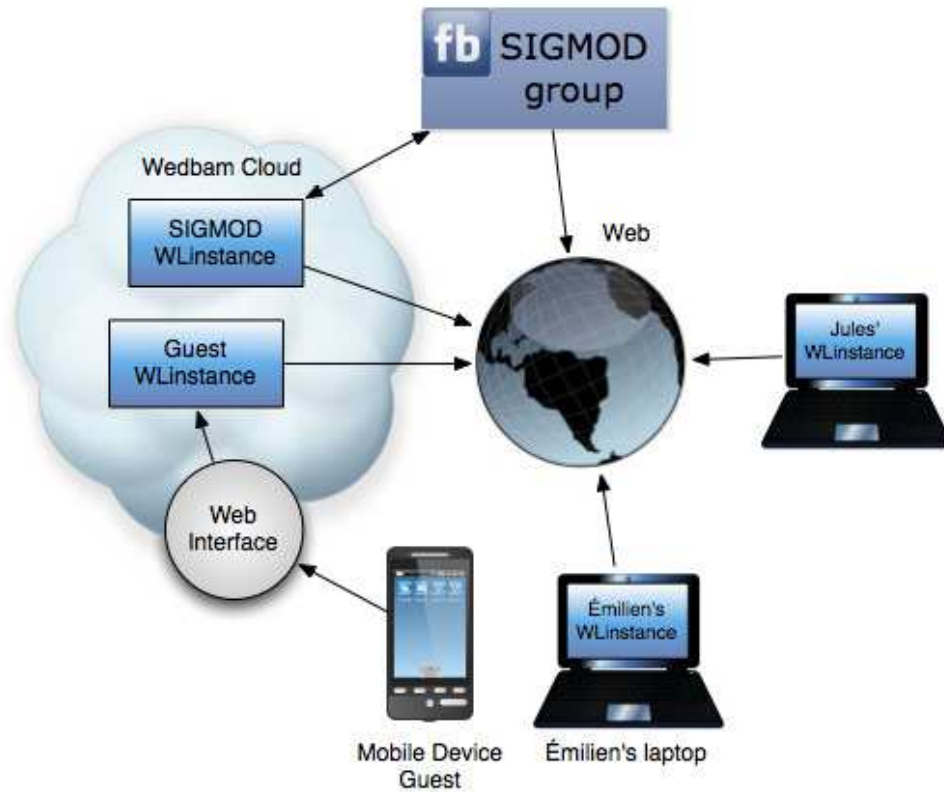 fb SIGMOD
group
Wedbam Cloud
SIGMOD
WLinstance
Web
Guest
WLinstance
Jules'
WLinstance
Web
Interface
Émilien's
WLinstance
Mobile Device
Guest
Émilien's laptop